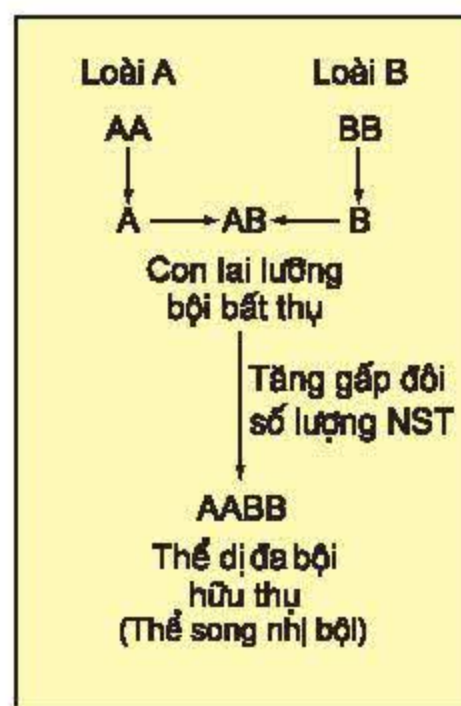 Loài A Loài B
AA BB
A AB B
Con lai lưỡng
bội bất thụ
Tăng gấp đôi
số lượng NST
AABB
Thể dị đa bội
hữu thụ
(Thể song nhị bội)